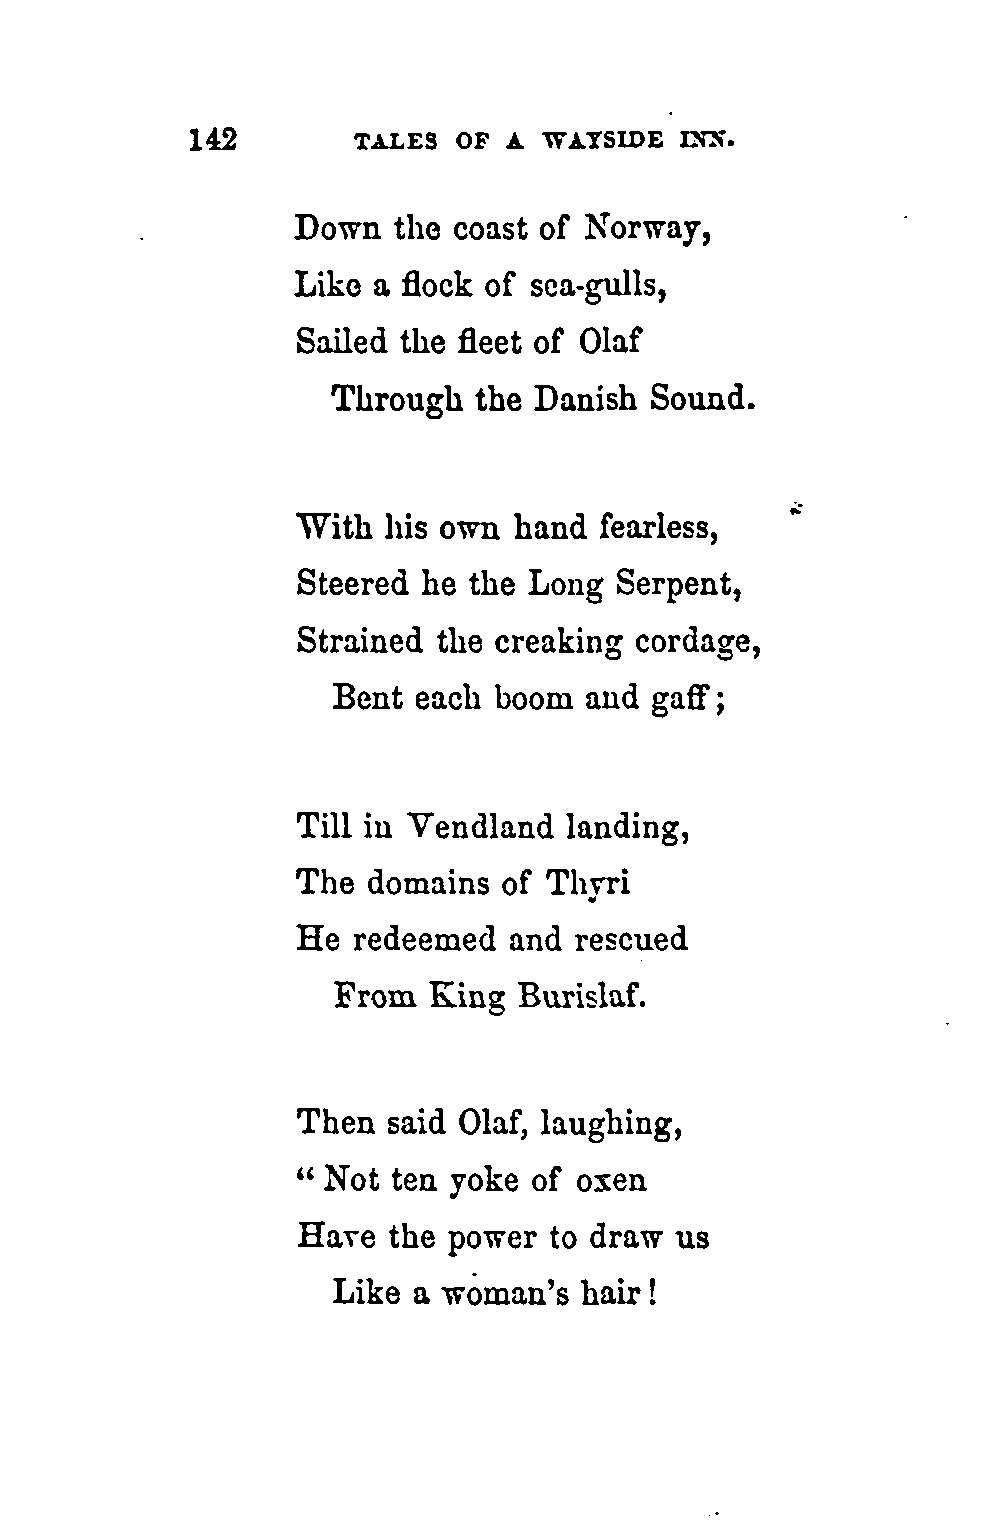 142 TALES OF A WAYSIDE INN.
Down the coast of Norway,
Like a flock of sea-gulls,
Sailed the fleet of Olaf
Through the Danish Sound.
With his own hand fearless,
Steered he the Long Serpent,
Strained the creaking cordage,
Bent each boom and gaff;
Till in Vendland landing,
The domains of Thyri
He redeemed and rescued
From King Burislaf.
Then said Olaf, laughing,
“Not ten yoke of oxen
Have the power to draw us
Like a woman’s hair!